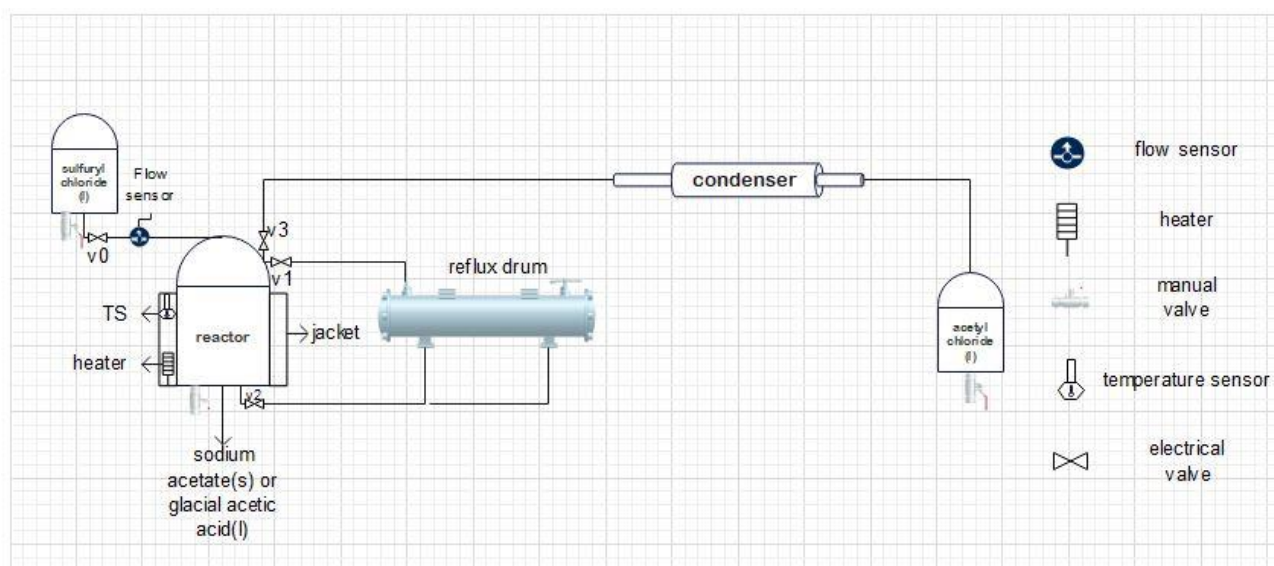 sulfuryl
chloride
(l)
Flow
sensor
v0
condenser
v3
v1
reflux drum
TS
heater
reactor
jacket
v2
sodium
acetate(s) or
glacial acetic
acid(l)
acetyl
chloride
(l)
flow sensor
heater
manual
valve
temperature sensor
electrical
valve